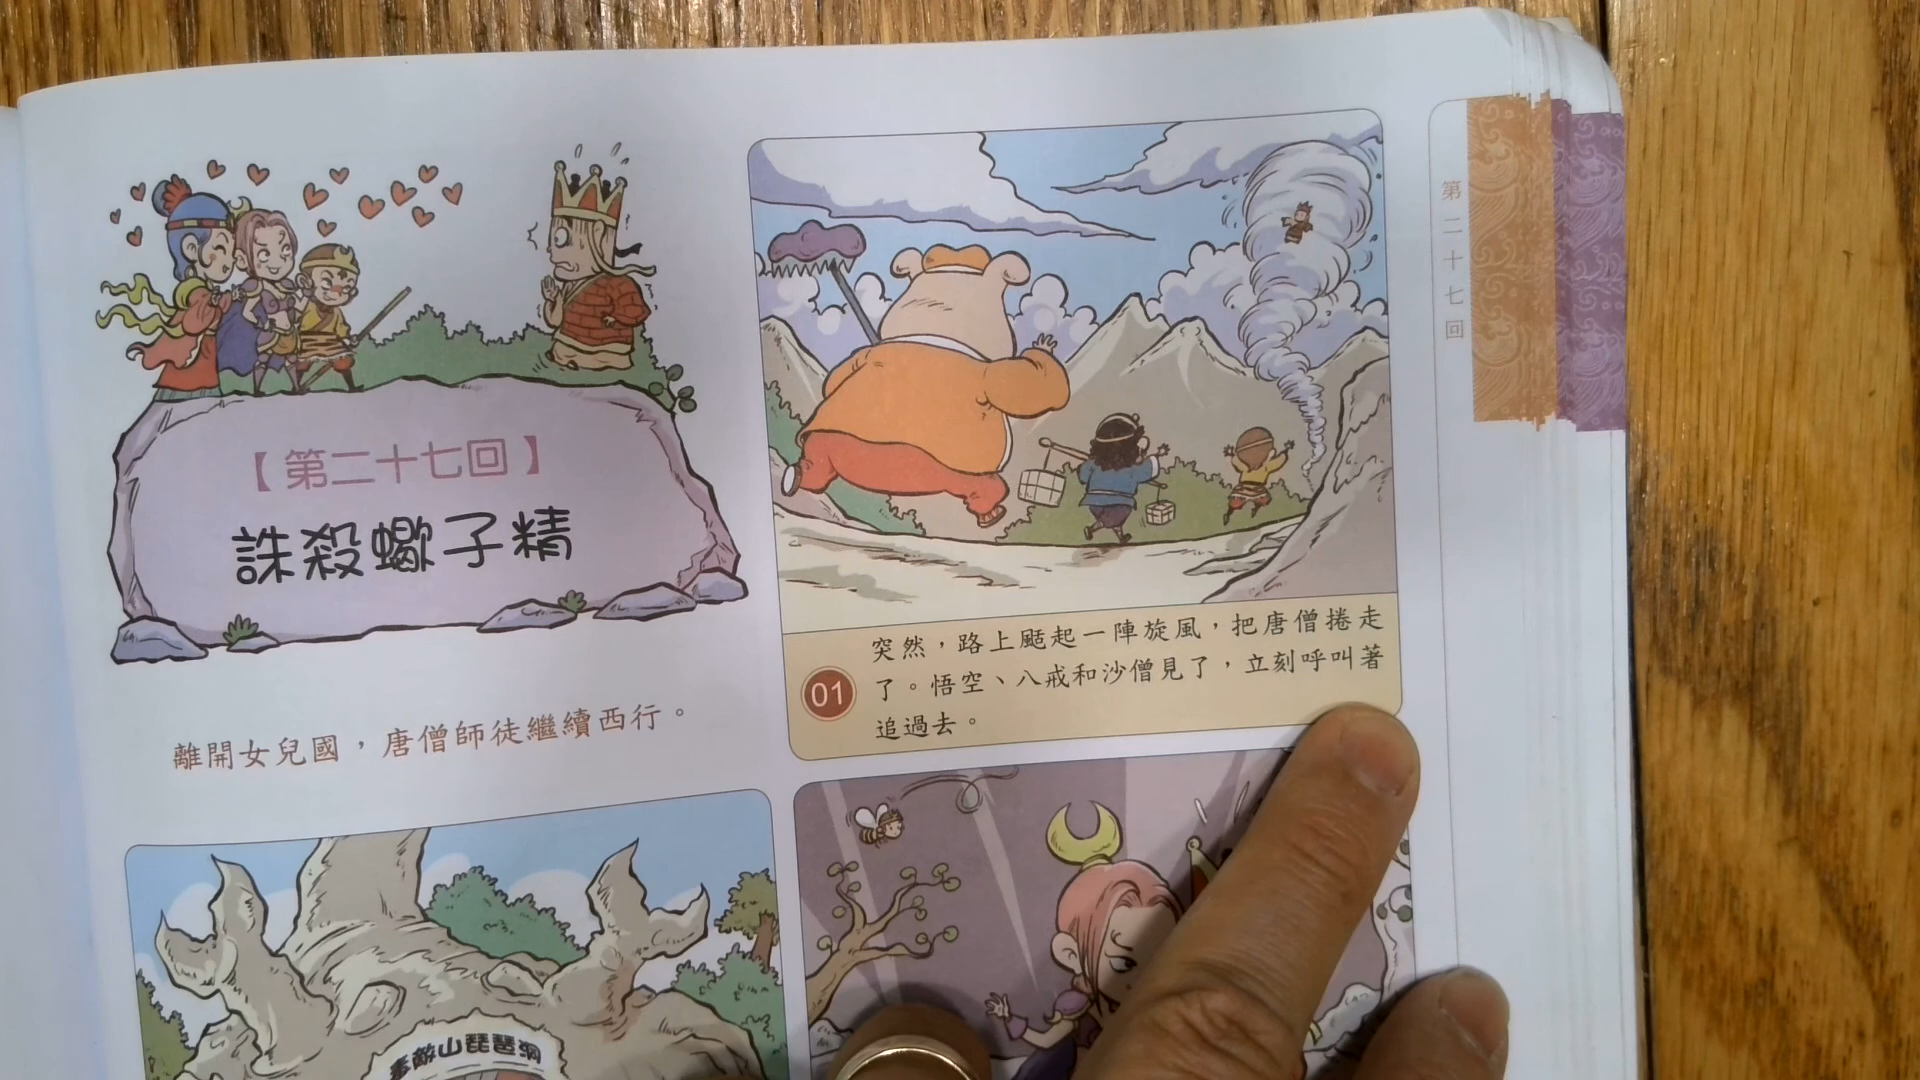 【第二十七回】
誅殺蠍子精
離開女兒國，唐僧師徒繼續西行。
突然，路上颳起一陣旋風，把唐僧捲走
01
了。悟空、八戒和沙僧見了，立刻呼叫著
追過去。
第二十七回
毒敵山琵琶洞